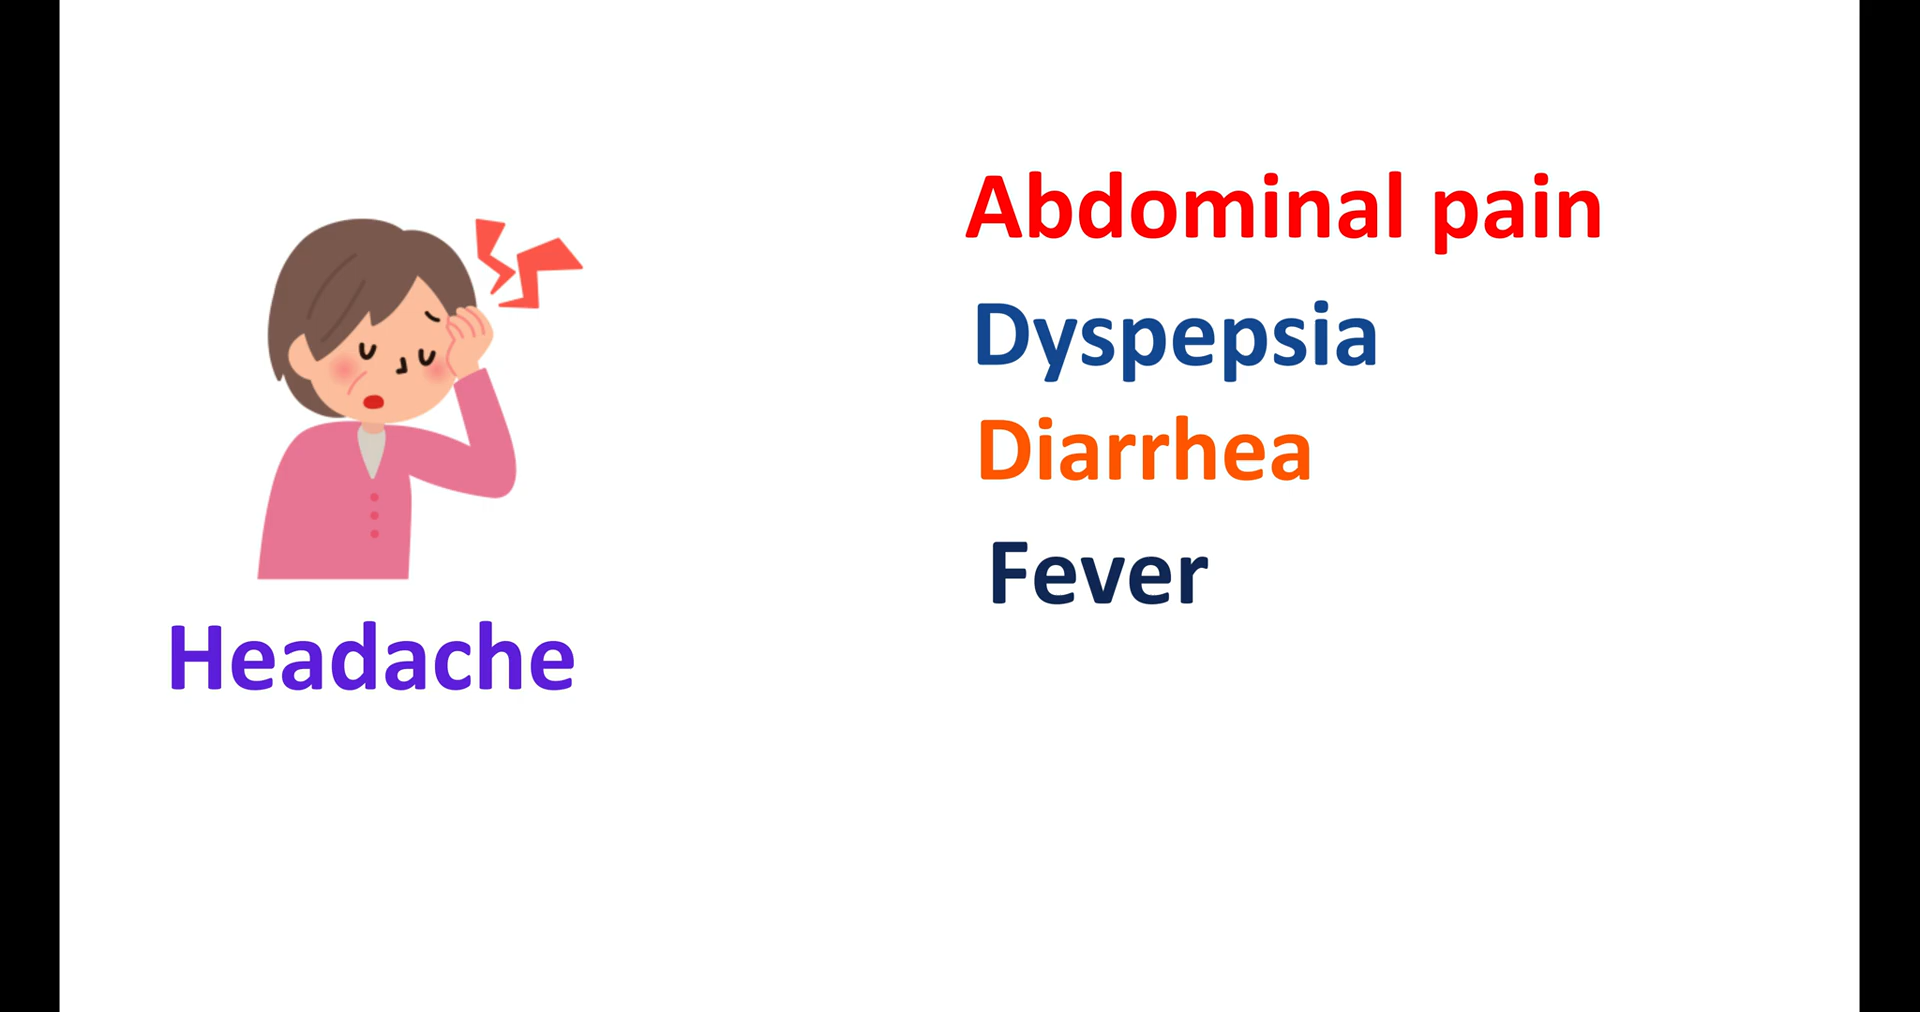 Headache
Abdominal pain
Dyspepsia
Diarrhea
Fever